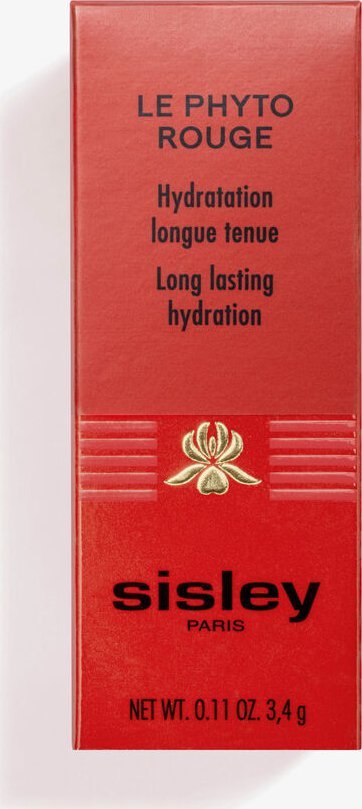 LE PHYTO
ROUGE
Hydratation
longue tenue
Long lasting
hydration
sisley
PARIS
NET WT. 0.11 OZ. 3,4 g